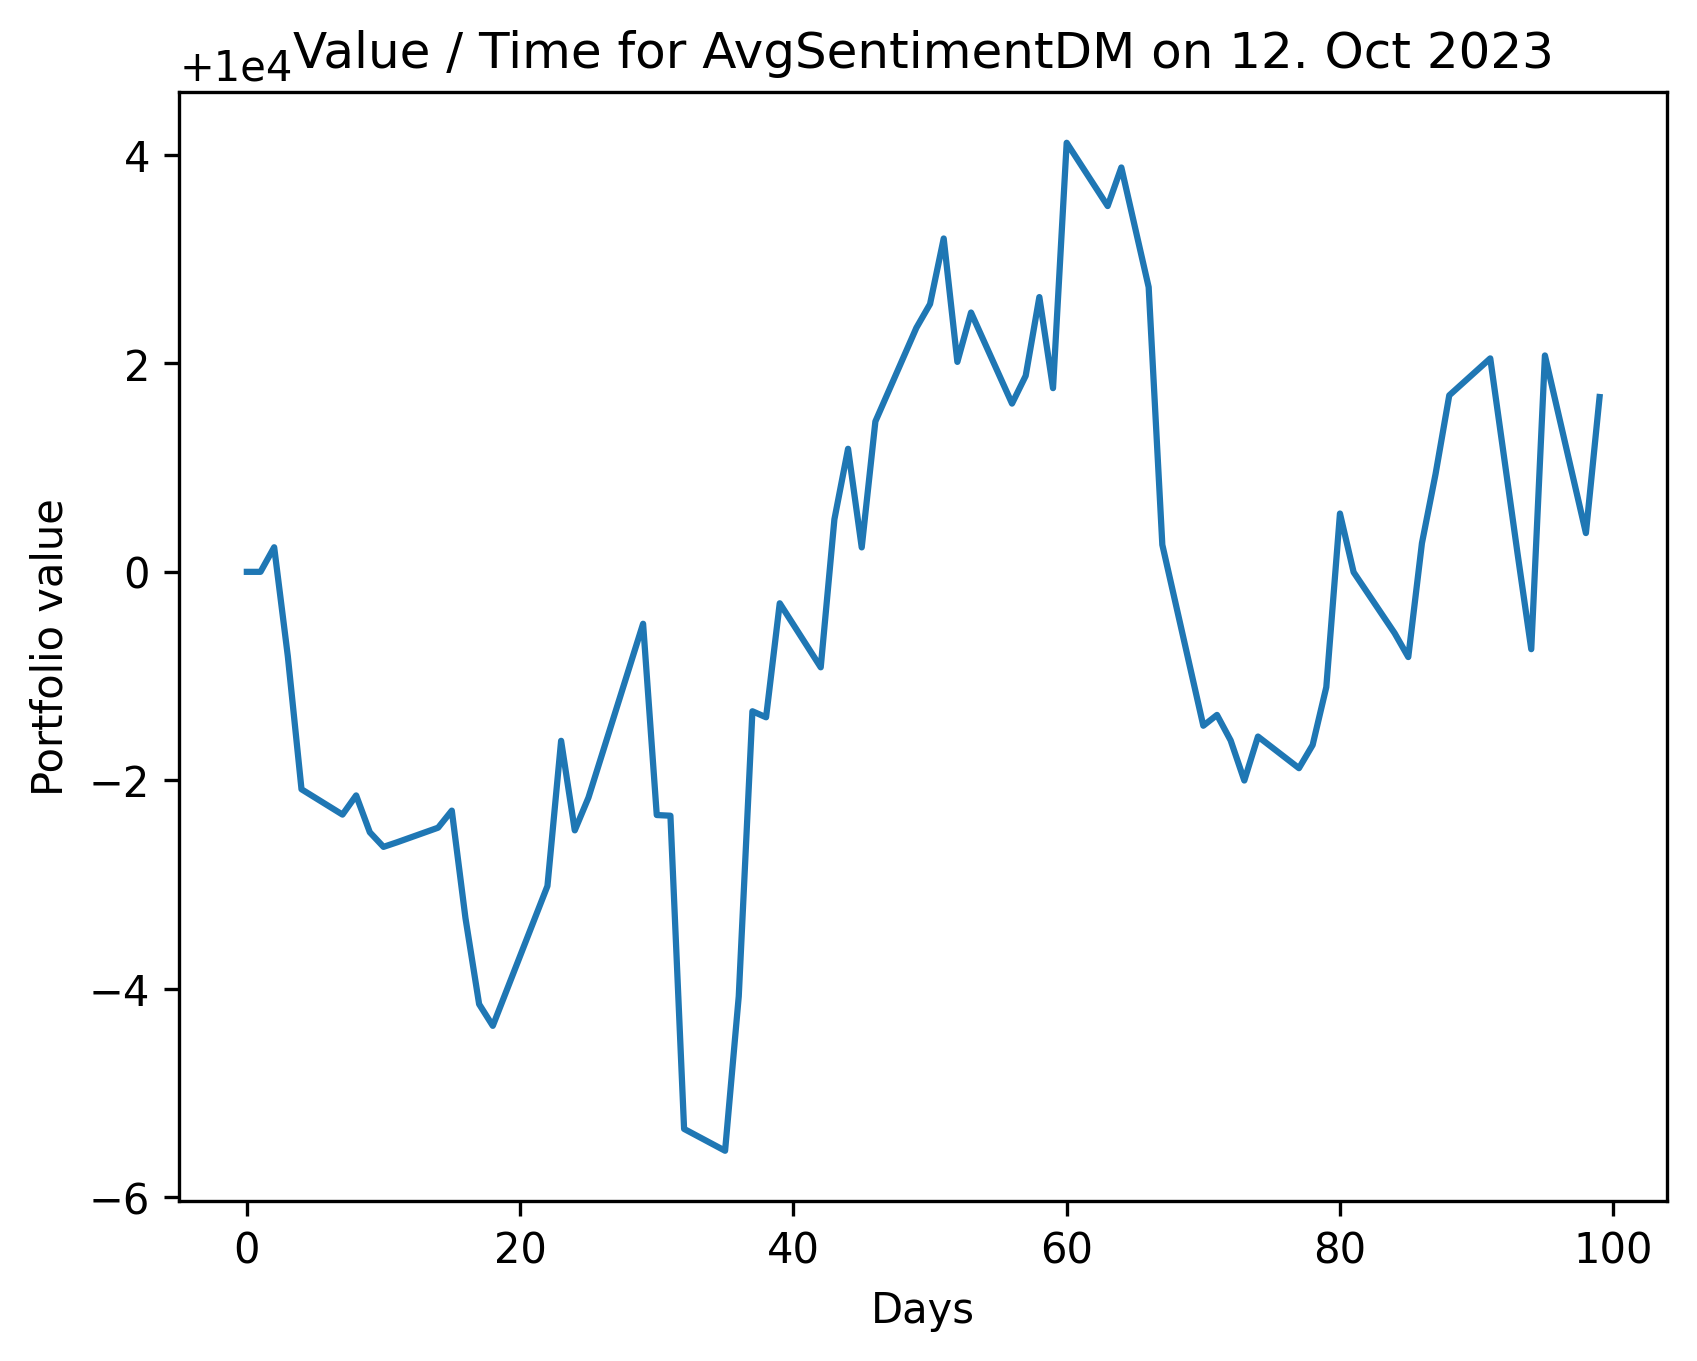 Value / Time for AvgSentimentDM on 12. Oct 2023
+1e4
4
2
0
−2
−4
−6
Portfolio value
0 20 40 60 80 100
Days